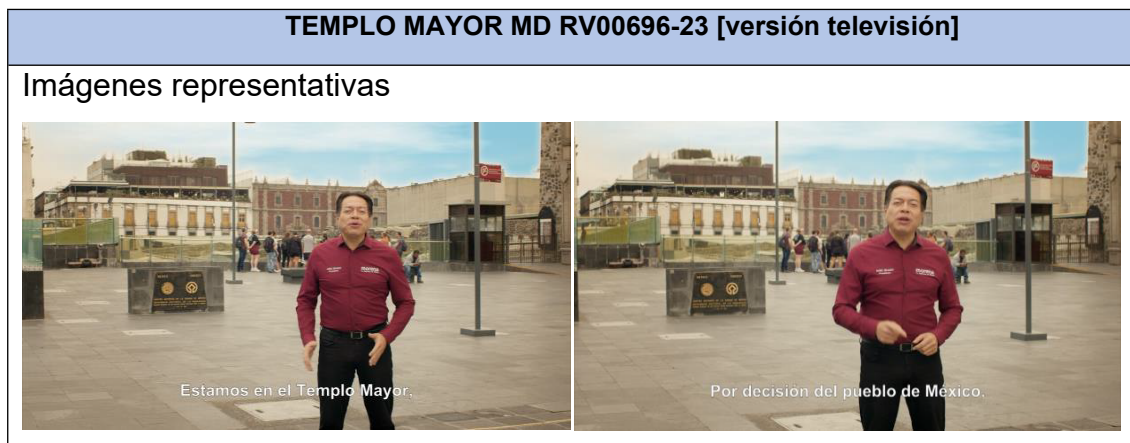 TEMPLO MAYOR MD RV00696-23 [versión televisión]
Imágenes representativas
Estamos en el Templo Mayor,
Por decisión del pueblo de México,